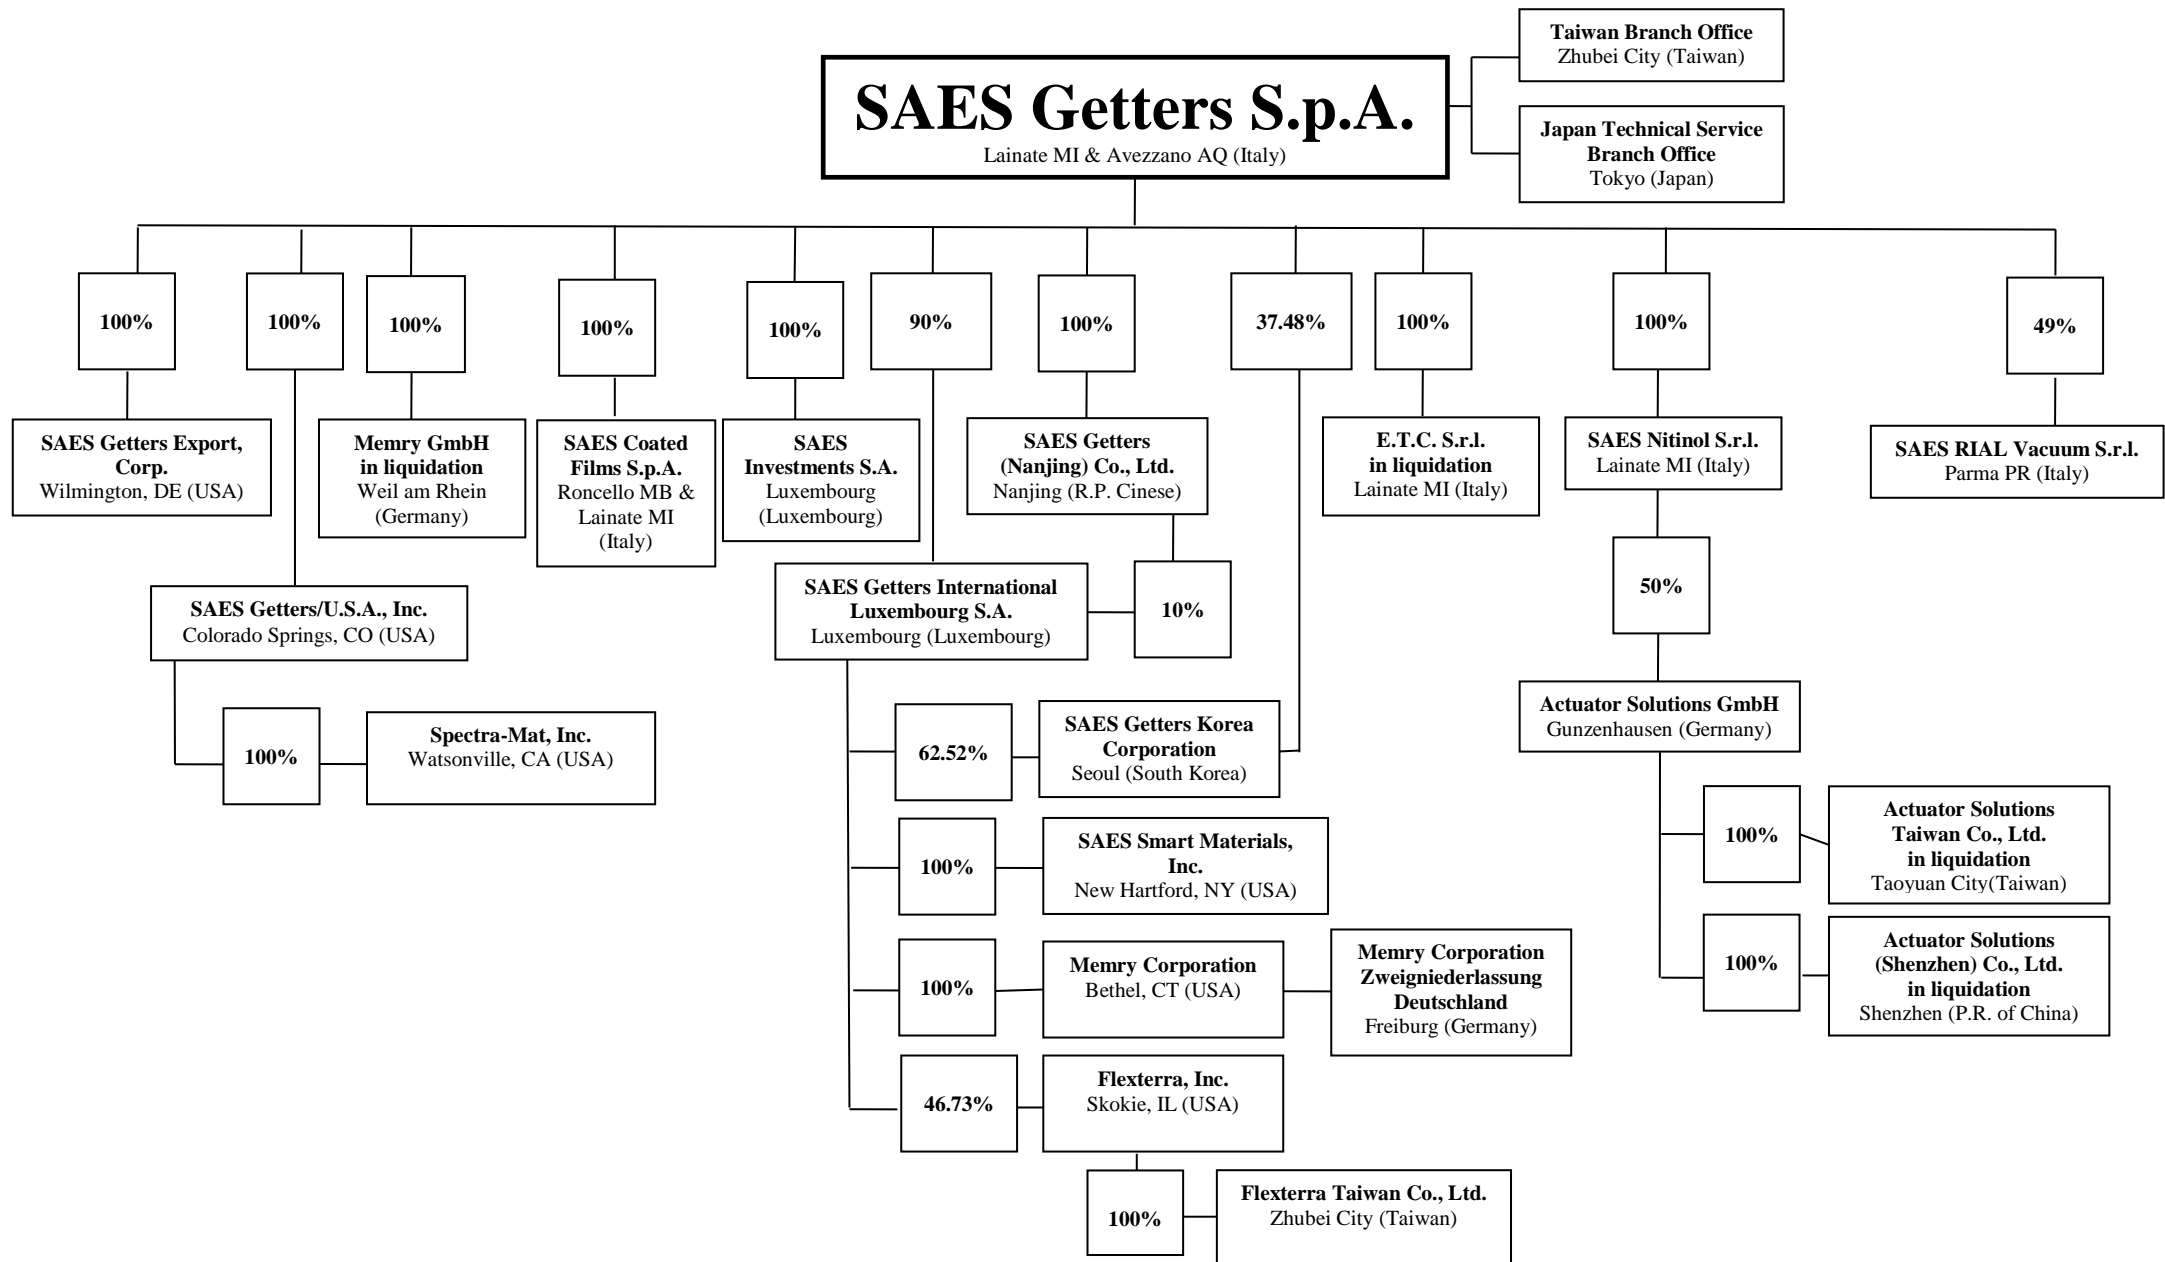 Taiwan Branch Office
Zhubei City (Taiwan)
SAES Getters S.p.A.
Lainate MI & Avezzano AQ (Italy)
Japan Technical Service
Branch Office
Tokyo (Japan)
100%
100%
100%
100%
100%
90%
100%
37.48%
100%
100%
49%
SAES Getters Export,
Corp.
Wilmington, DE (USA)
Memry GmbH
in liquidation
Weil am Rhein
(Germany)
SAES Coated
Films S.p.A.
Roncello MB &
Lainate MI
(Italy)
SAES
Investments S.A.
Luxembourg
(Luxembourg)
SAES Getters
(Nanjing) Co., Ltd.
Nanjing (R.P. Cinese)
E.T.C. S.r.l.
in liquidation
Lainate MI (Italy)
SAES Nitinol S.r.l.
Lainate MI (Italy)
SAES RIAL Vacuum S.r.l.
Parma PR (Italy)
SAES Getters/U.S.A., Inc.
Colorado Springs, CO (USA)
SAES Getters International
Luxembourg S.A.
Luxembourg (Luxembourg)
10%
50%
100%
Spectra-Mat, Inc.
Watsonville, CA (USA)
62.52%
SAES Getters Korea
Corporation
Seoul (South Korea)
Actuator Solutions GmbH
Gunzenhausen (Germany)
100%
SAES Smart Materials,
Inc.
New Hartford, NY (USA)
100%
Actuator Solutions
Taiwan Co., Ltd.
in liquidation
Taoyuan City(Taiwan)
100%
Memry Corporation
Bethel, CT (USA)
Memry Corporation
Zweigniederlassung
Deutschland
Freiburg (Germany)
100%
Actuator Solutions
(Shenzhen) Co., Ltd.
in liquidation
Shenzhen (P.R. of China)
46.73%
Flexterra, Inc.
Skokie, IL (USA)
100%
Flexterra Taiwan Co., Ltd.
Zhubei City (Taiwan)